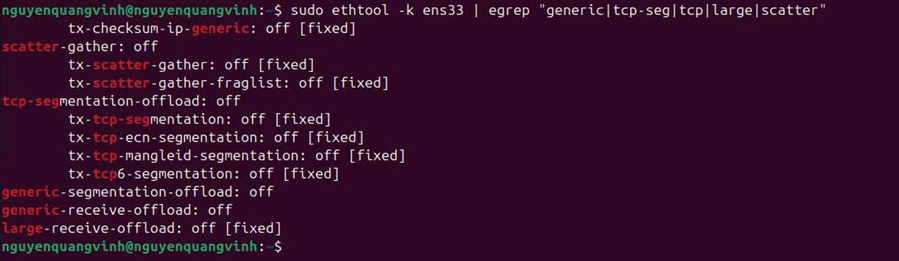 nguyenquangvinh@nguyenquangvinh:~$ sudo ethtool -k ens33 | egrep "generic|tcp-seg|tcp|large|scatter"
        tx-checksum-ip-generic: off [fixed]
scatter-gather: off
        tx-scatter-gather: off [fixed]
        tx-scatter-gather-fraglist: off [fixed]
tcp-segmentation-offload: off
        tx-tcp-segmentation: off [fixed]
        tx-tcp-ecn-segmentation: off [fixed]
        tx-tcp-mangleid-segmentation: off [fixed]
        tx-tcp6-segmentation: off [fixed]
generic-segmentation-offload: off
generic-receive-offload: off
large-receive-offload: off [fixed]
nguyenquangvinh@nguyenquangvinh:~$